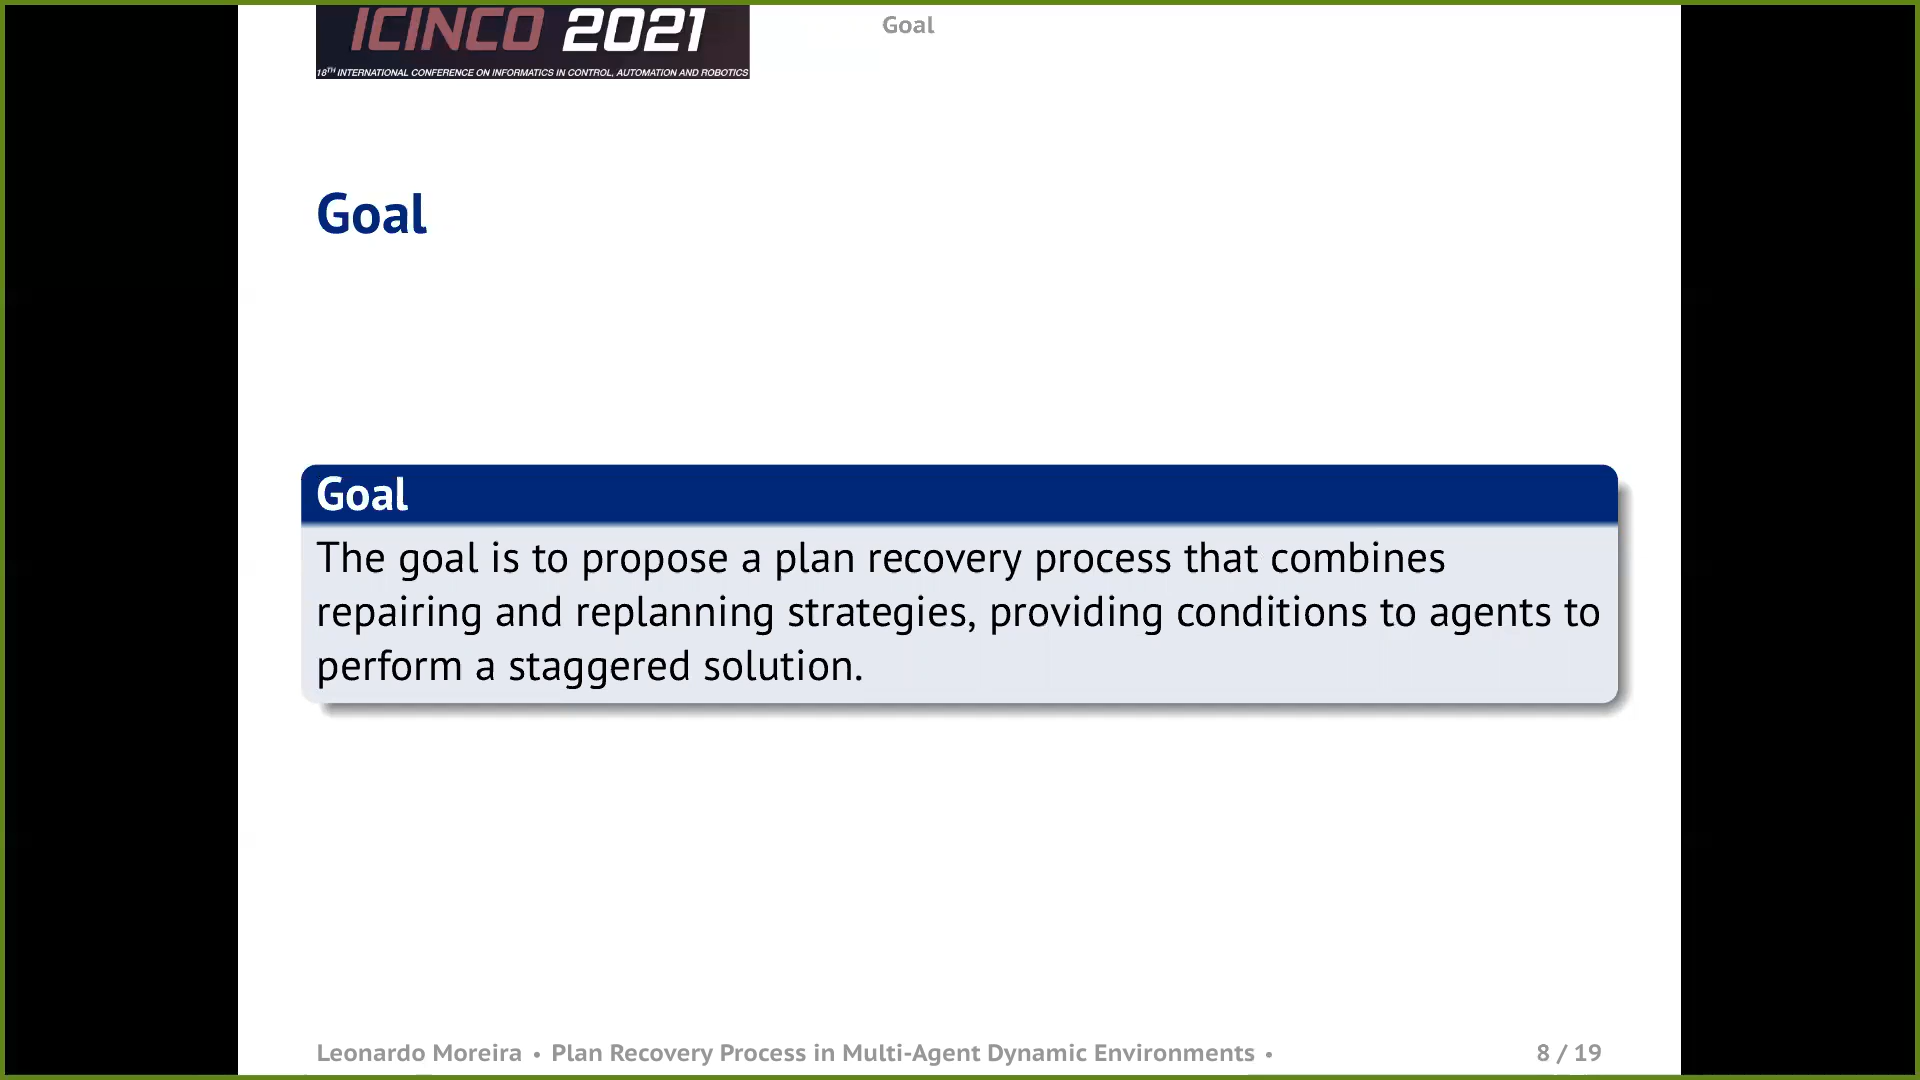 ICINCO 2021
18TH INTERNATIONAL CONFERENCE ON INFORMATICS IN CONTROL, AUTOMATION AND ROBOTICS
Goal
Goal
Goal
The goal is to propose a plan recovery process that combines
repairing and replanning strategies, providing conditions to agents to
perform a staggered solution.
Leonardo Moreira • Plan Recovery Process in Multi-Agent Dynamic Environments •
8 / 19